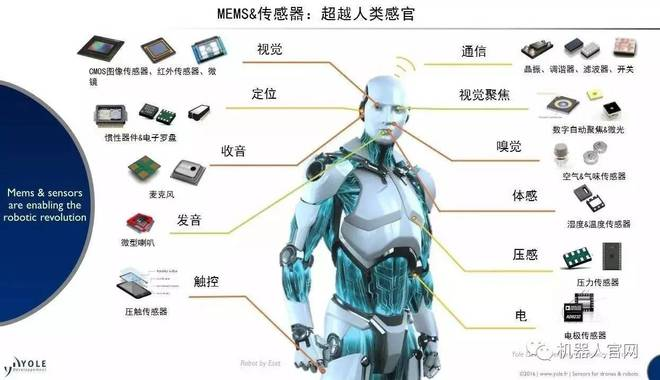 MEMS&传感器：超越人类感官
YOLE
Développement
Mems & sensors
are enabling the
robotic revolution
视觉
CMOS图像传感器、红外传感器、微
镜
定位
惯性器件&电子罗盘
收音
麦克风
发音
微型喇叭
触控
压触传感器
通信
晶振、调谐器、滤波器、开关
视觉聚焦
数字自动聚焦&微光
嗅觉
空气&气味传感器
体感
湿度&温度传感器
压感
压力传感器
电
电极传感器
Robot by Eset
机器人官网
©2016 | www.yole.fr | Sensors for drones & robots
YOLE
Développement